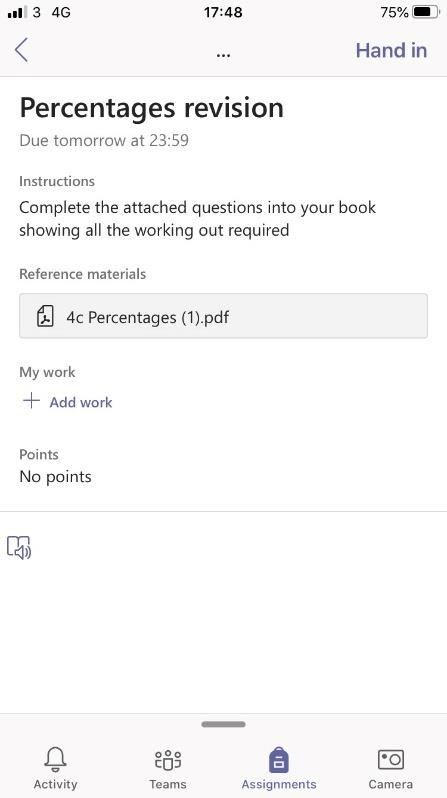 3 4G 17:48 75%
... Hand in
Percentages revision
Due tomorrow at 23:59
Instructions
Complete the attached questions into your book
showing all the working out required
Reference materials
4c Percentages (1).pdf
My work
+ Add work
Points
No points
Activity Teams Assignments Camera